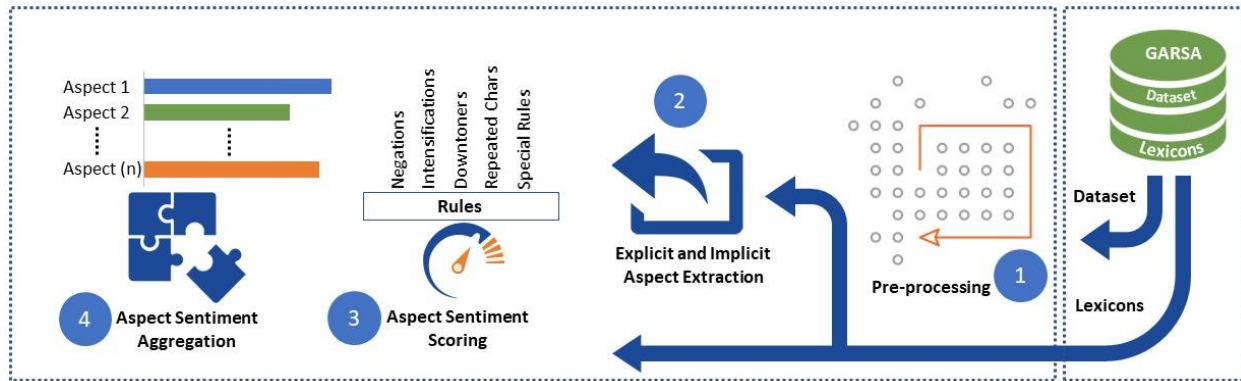 Aspect 1
Aspect 2
Aspect (n)
4
Aspect Sentiment
Aggregation
Negations
Intensifications
Downtoners
Repeated Chars
Special Rules
Rules
3
Aspect Sentiment
Scoring
2
Explicit and Implicit
Aspect Extraction
Pre-processing
1
GARSA
Dataset
Lexicons
Dataset
Lexicons